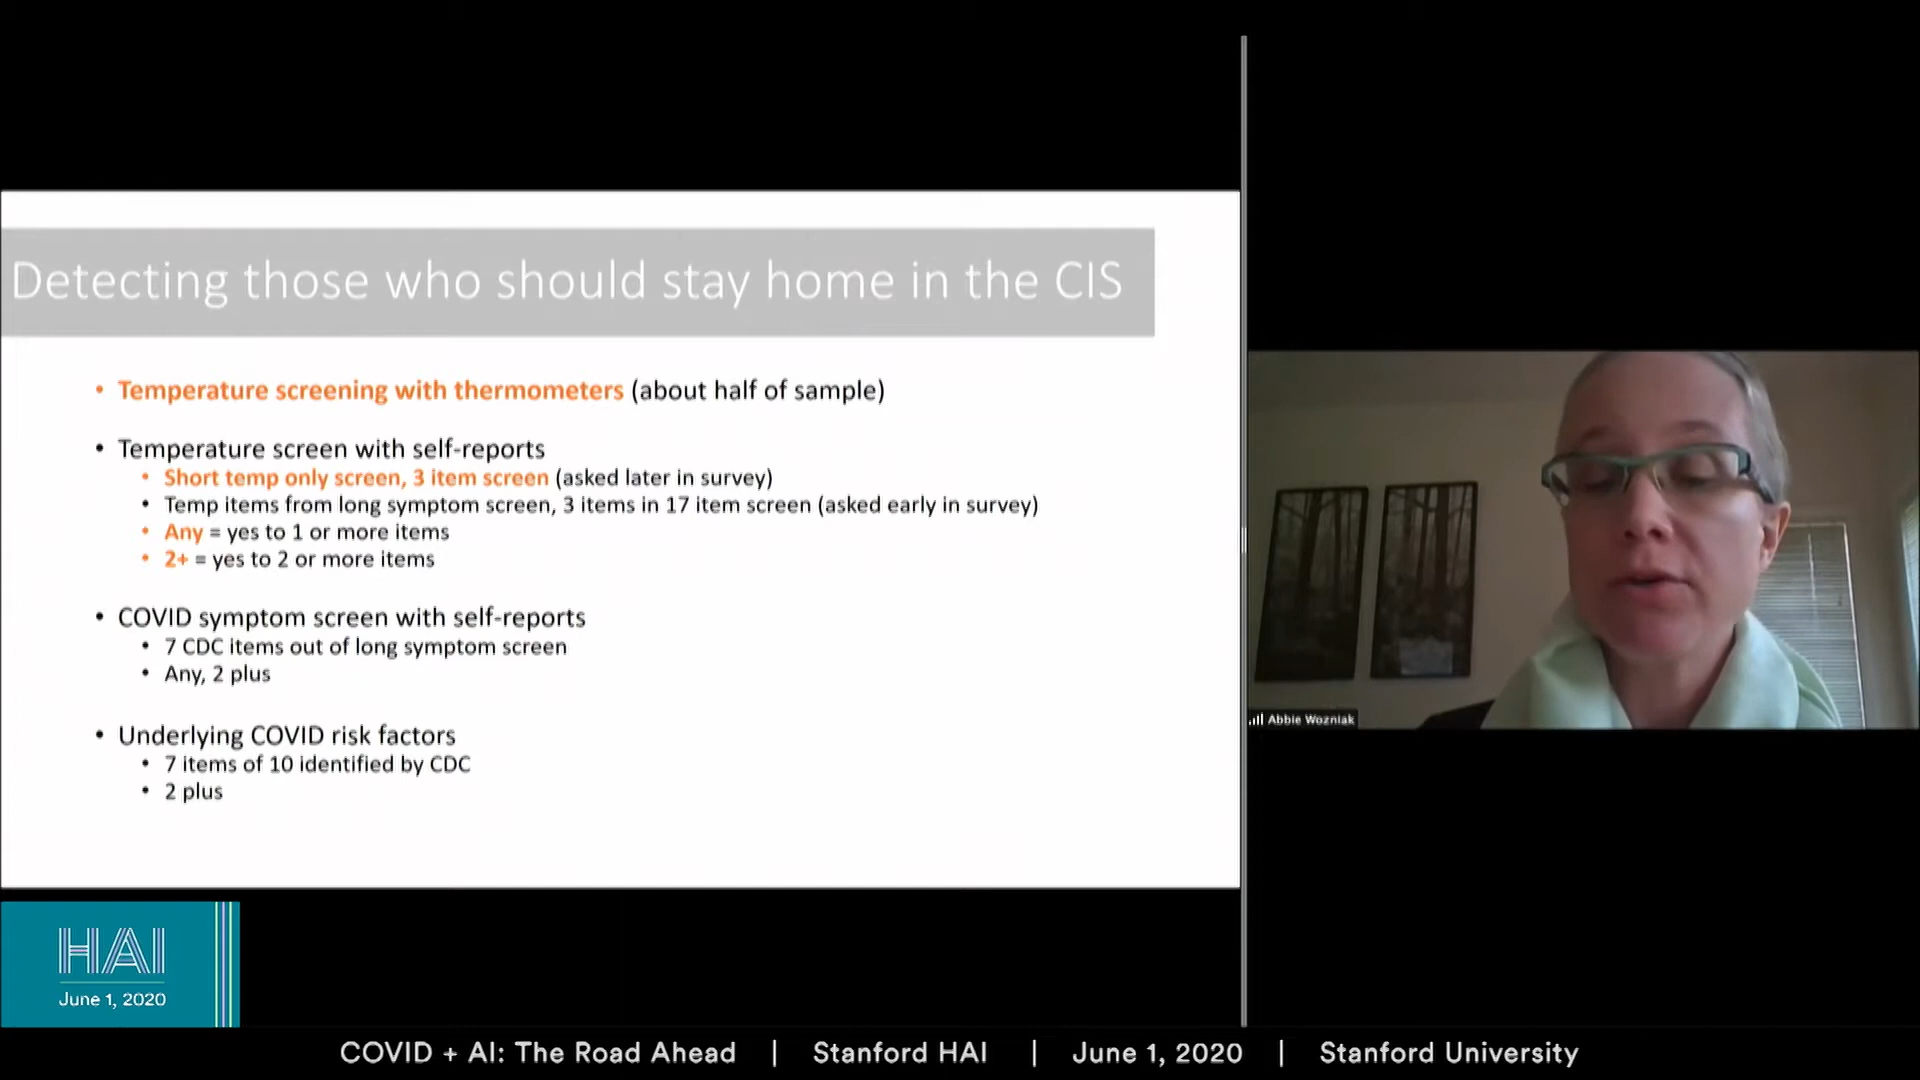 Detecting those who should stay home in the CIS
• Temperature screening with thermometers (about half of sample)
• Temperature screen with self-reports
• Short temp only screen, 3 item screen (asked later in survey)
• Temp items from long symptom screen, 3 items in 17 item screen (asked early in survey)
• Any = yes to 1 or more items
• 2+ = yes to 2 or more items
• COVID symptom screen with self-reports
• 7 CDC items out of long symptom screen
• Any, 2 plus
• Underlying COVID risk factors
• 7 items of 10 identified by CDC
• 2 plus
Abbie Wozniak
HAI
June 1, 2020
COVID + AI: The Road Ahead | Stanford HAI | June 1, 2020 | Stanford University